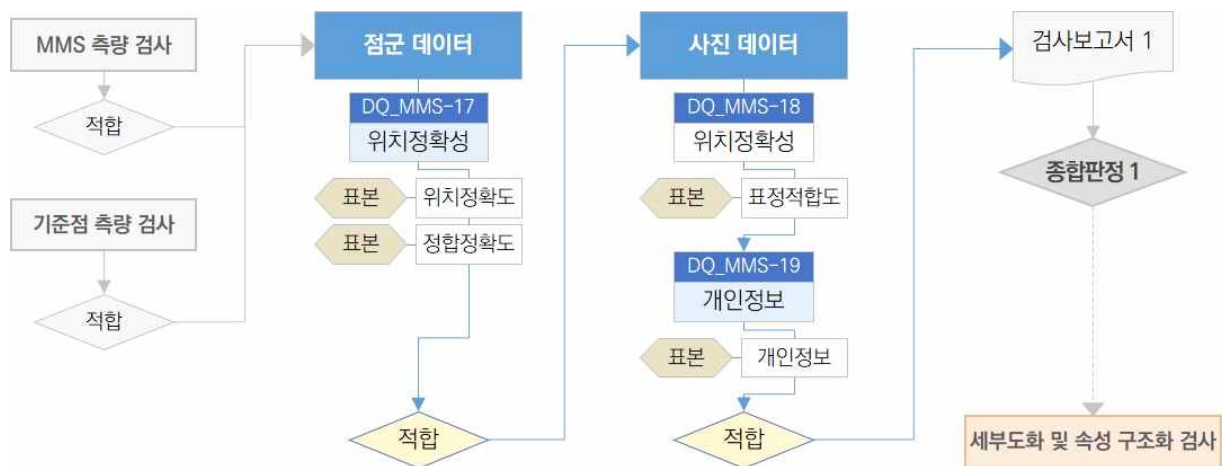 MMS 측량 검사
적합
기준점 측량 검사
적합
점군 데이터
DQ_MMS-17
위치정확성
표본
위치정확도
표본
정합정확도
적합
사진 데이터
DQ_MMS-18
위치정확성
표본
표정적합도
DQ_MMS-19
개인정보
표본
개인정보
적합
검사보고서 1
종합판정 1
세부도화 및 속성 구조화 검사